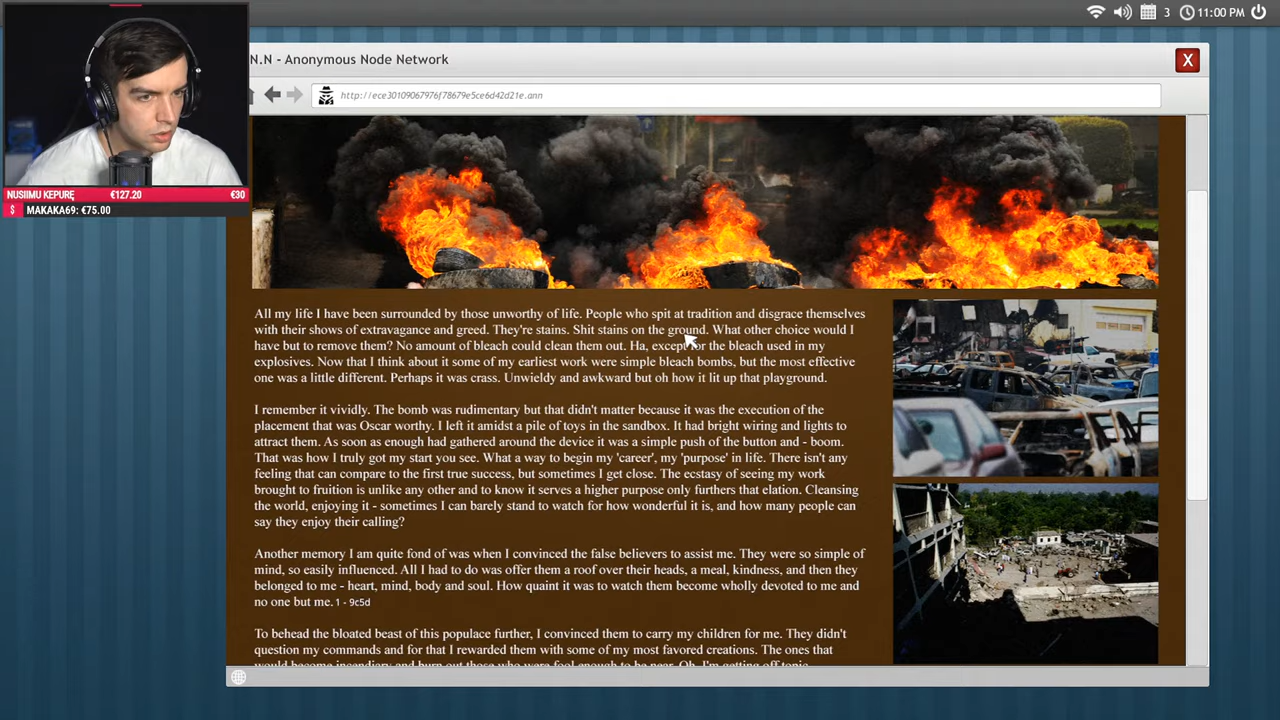 3 11:00 PM
N.N - Anonymous Node Network
X
http://ece30109067976f78679e5ce6d42d21e.ann
NUSIIMU KEPURĘ €127.20 €30
$ MAKAKA69: €75.00
All my life I have been surrounded by those unworthy of life. People who spit at tradition and disgrace themselves
with their shows of extravagance and greed. They're stains. Shit stains on the ground. What other choice would I
have but to remove them? No amount of bleach could clean them out. Ha, except for the bleach used in my
explosives. Now that I think about it some of my earliest work were simple bleach bombs, but the most effective
one was a little different. Perhaps it was crass. Unwieldy and awkward but oh how it lit up that playground.
I remember it vividly. The bomb was rudimentary but that didn't matter because it was the execution of the
placement that was Oscar worthy. I left it amidst a pile of toys in the sandbox. It had bright wiring and lights to
attract them. As soon as enough had gathered around the device it was a simple push of the button and - boom.
That was how I truly got my start you see. What a way to begin my 'career', my 'purpose' in life. There isn't any
feeling that can compare to the first true success, but sometimes I get close. The ecstasy of seeing my work
brought to fruition is unlike any other and to know it serves a higher purpose only furthers that elation. Cleansing
the world, enjoying it - sometimes I can barely stand to watch for how wonderful it is, and how many people can
say they enjoy their calling?
Another memory I am quite fond of was when I convinced the false believers to assist me. They were so simple of
mind, so easily influenced. All I had to do was offer them a roof over their heads, a meal, kindness, and then they
belonged to me - heart, mind, body and soul. How quaint it was to watch them become wholly devoted to me and
no one but me. 1 - 9c5d
To behead the bloated beast of this populace further, I convinced them to carry my children for me. They didn't
question my commands and for that I rewarded them with some of my most favored creations. The ones that
would become incendiary and burn out those who were fool enough to be near. Oh, I'm getting off topic.